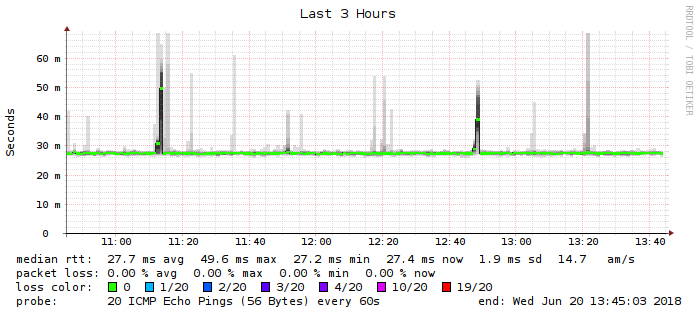 Last 3 Hours
RRDTOOL / TOBI OETIKER
Seconds
60 m
50 m
40 m
30 m
20 m
10 m
0
11:00 11:20 11:40 12:00 12:20 12:40 13:00 13:20 13:40
median rtt: 27.7 ms avg 49.6 ms max 27.2 ms min 27.4 ms now 1.9 ms sd 14.7 am/s
packet loss: 0.00 % avg 0.00 % max 0.00 % min 0.00 % now
loss color: 0 1/20 2/20 3/20 4/20 10/20 19/20
probe: 20 ICMP Echo Pings (56 Bytes) every 60s end: Wed Jun 20 13:45:03 2018